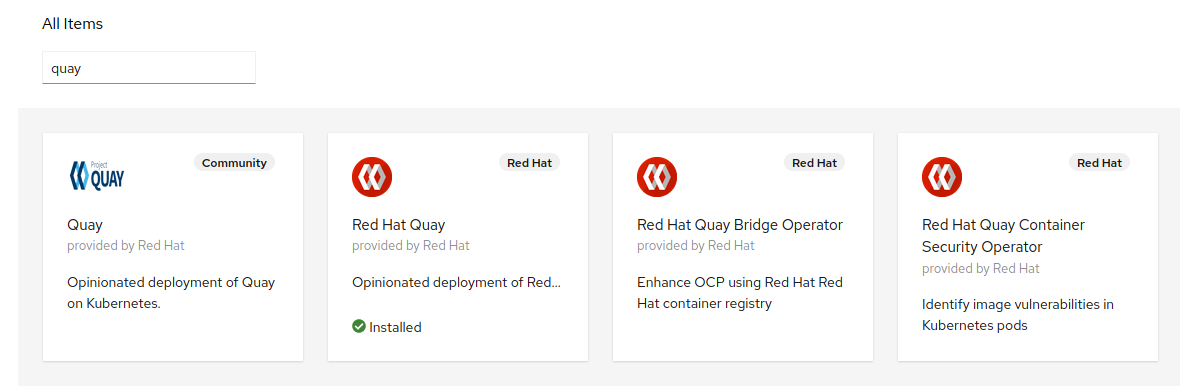 All Items
quay
Community
Project
QUAY
Quay
provided by Red Hat
Opinionated deployment of Quay
on Kubernetes.
Red Hat
Red Hat Quay
provided by Red Hat
Opinionated deployment of Red...
Installed
Red Hat
Red Hat Quay Bridge Operator
provided by Red Hat
Enhance OCP using Red Hat Red
Hat container registry
Red Hat
Red Hat Quay Container
Security Operator
provided by Red Hat
Identify image vulnerabilities in
Kubernetes pods